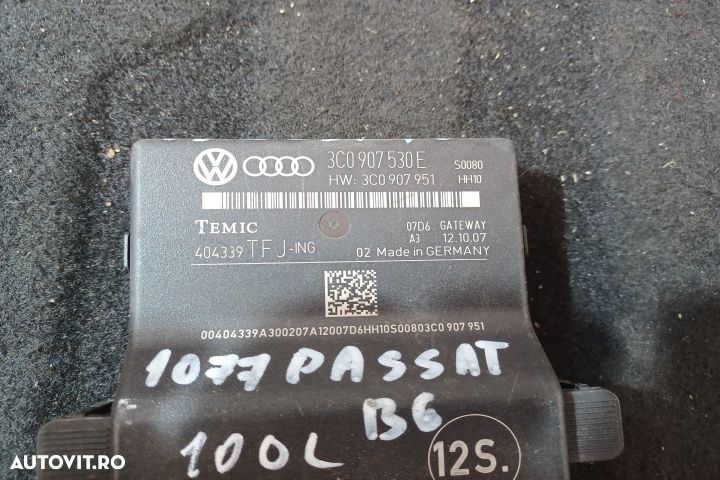 3C0 907 530 E S0080
HW: 3C0 907 951 HH10
TEMIC 07D6 GATEWAY
404339 TFJ-ING A3 12.10.07
02 Made in GERMANY
00404339A300207A12007D6HH10S00803C0 907 951
1077 PASSAT
B6
100L
12S.
AUTOVIT.RO